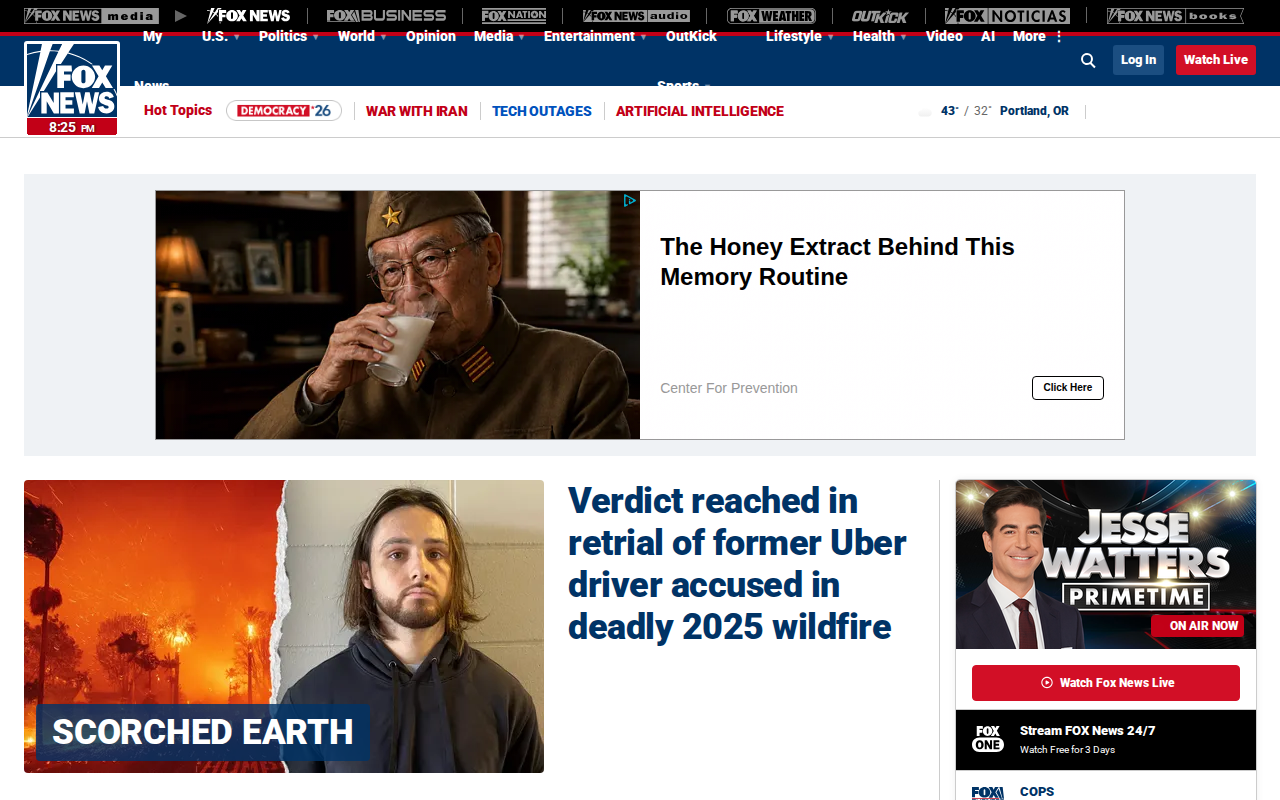 FOX NEWS media
FOX NEWS
FOX BUSINESS
FOX NATION
FOX NEWS audio
FOX WEATHER
OUTKICK
FOX NOTICIAS
FOX NEWS books
My News
U.S.
Politics
World
Opinion
Media
Entertainment
OutKick Sports
Lifestyle
Health
Video
AI
More
Log In
Watch Live
FOX NEWS
8:25 PM
Hot Topics
DEMOCRACY '26
WAR WITH IRAN
TECH OUTAGES
ARTIFICIAL INTELLIGENCE
43° / 32° Portland, OR
The Honey Extract Behind This
Memory Routine
Center For Prevention
Click Here
SCORCHED EARTH
Verdict reached in
retrial of former Uber
driver accused in
deadly 2025 wildfire
JESSE
WATTERS
PRIMETIME
ON AIR NOW
Watch Fox News Live
FOX ONE
Stream FOX News 24/7
Watch Free for 3 Days
COPS